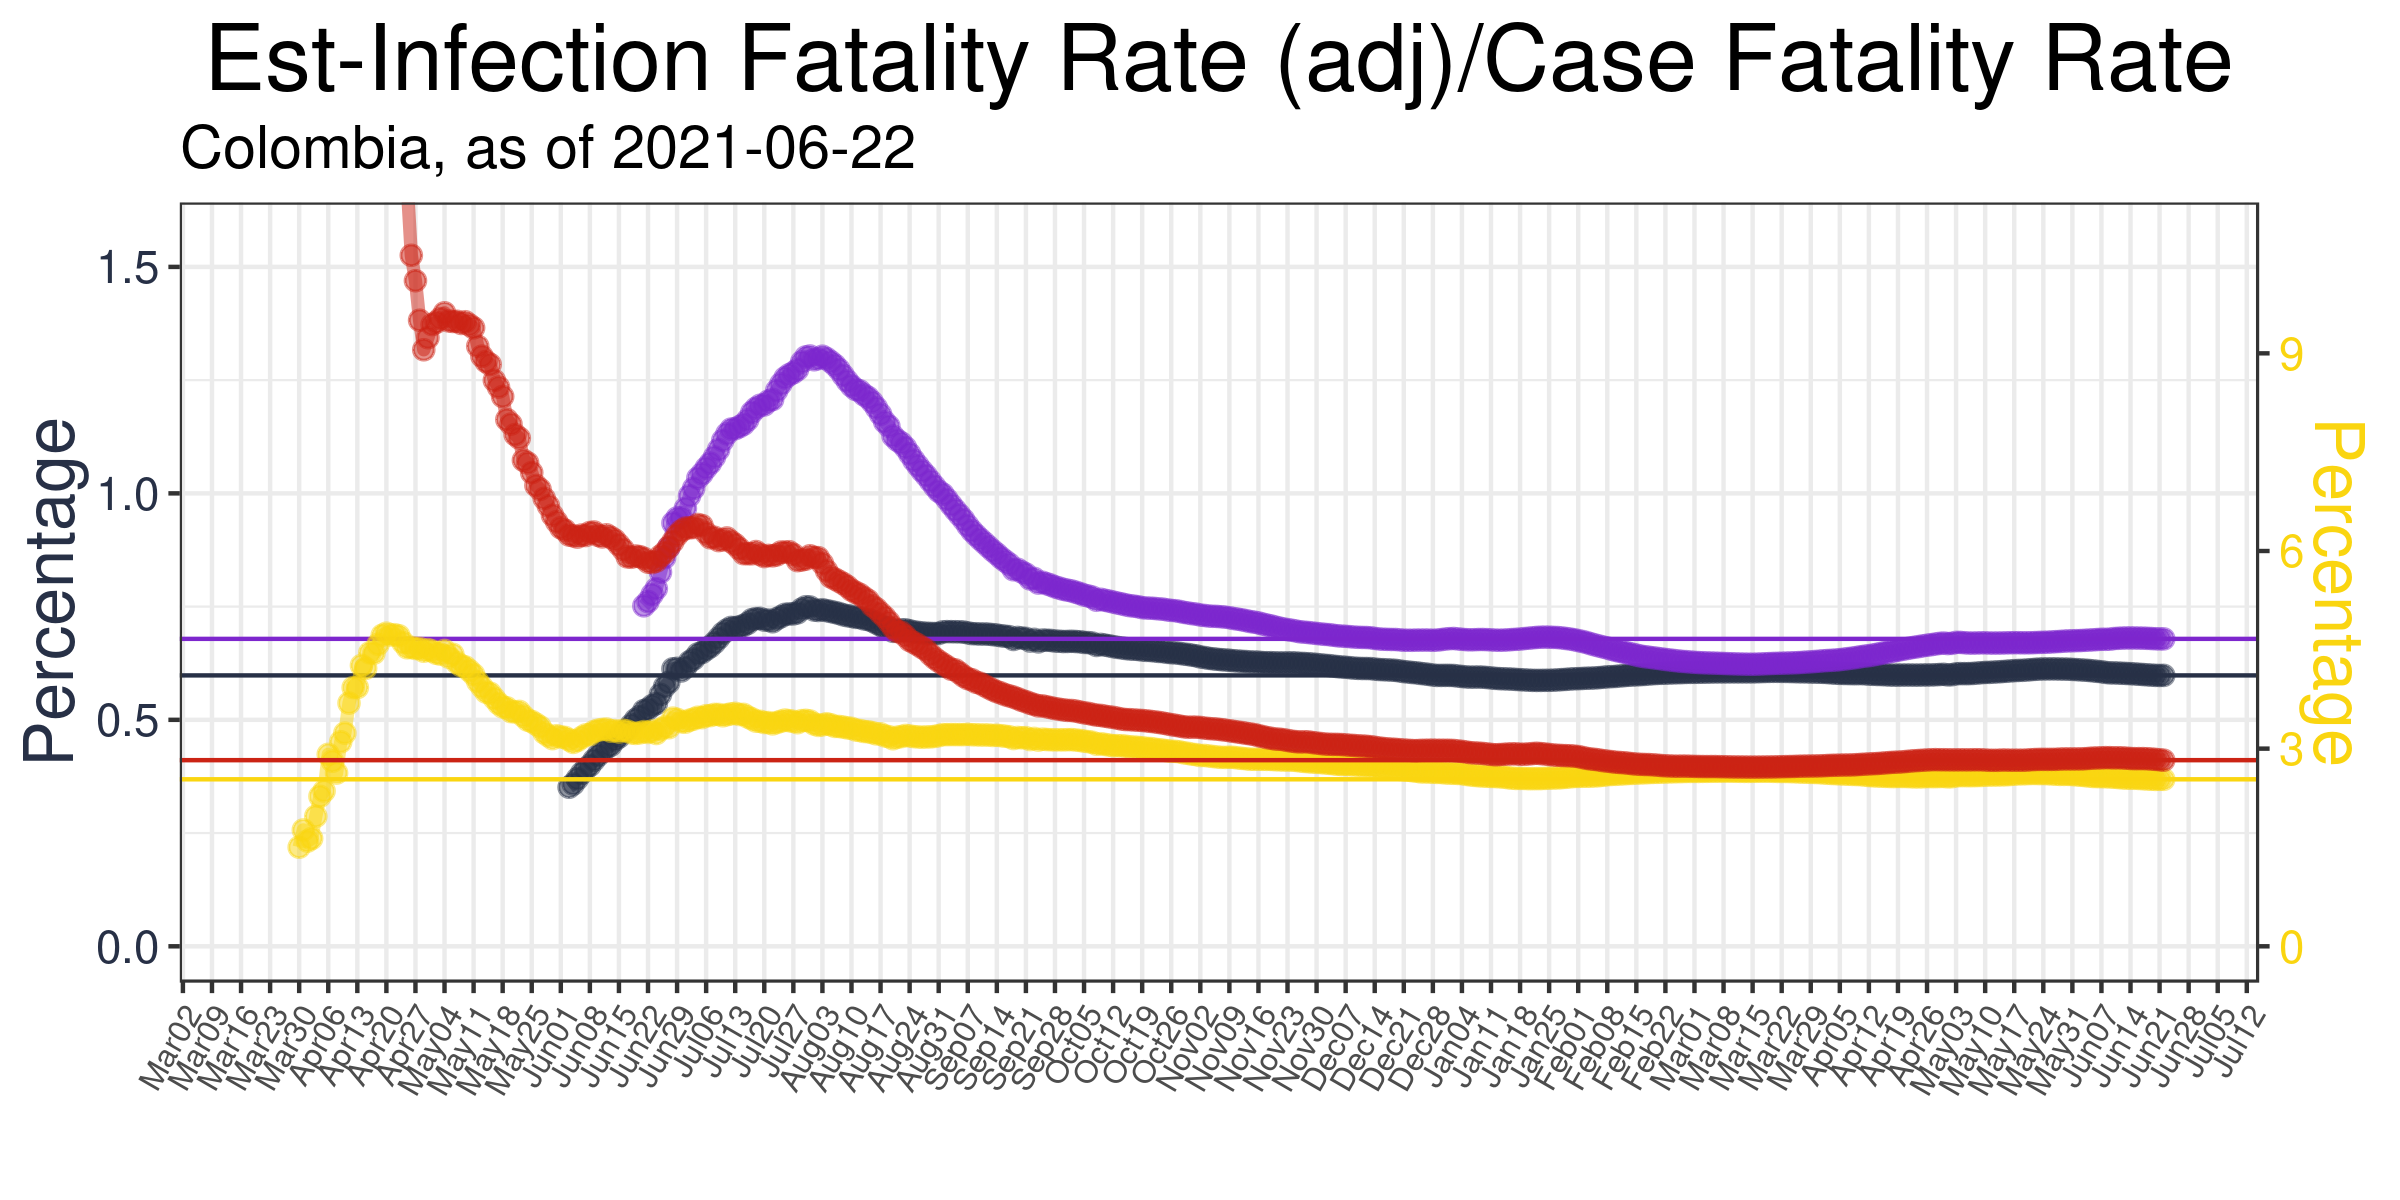 Est-Infection Fatality Rate (adj)/Case Fatality Rate
Colombia, as of 2021-06-22
Percentage
1.5
1.0
0.5
0.0
9
6
3
0
Percentage
Mar02
Mar09
Mar16
Mar23
Mar30
Apr06
Apr13
Apr20
Apr27
May04
May11
May18
May25
Jun01
Jun08
Jun15
Jun22
Jun29
Jul06
Jul13
Jul20
Jul27
Aug03
Aug10
Aug17
Aug24
Aug31
Sep07
Sep14
Sep21
Sep28
Oct05
Oct12
Oct19
Oct26
Nov02
Nov09
Nov16
Nov23
Nov30
Dec07
Dec14
Dec21
Dec28
Jan04
Jan11
Jan18
Jan25
Feb01
Feb08
Feb15
Feb22
Mar01
Mar08
Mar15
Mar22
Mar29
Apr05
Apr12
Apr19
Apr26
May03
May10
May17
May24
May31
Jun07
Jun14
Jun21
Jun28
Jul05
Jul12